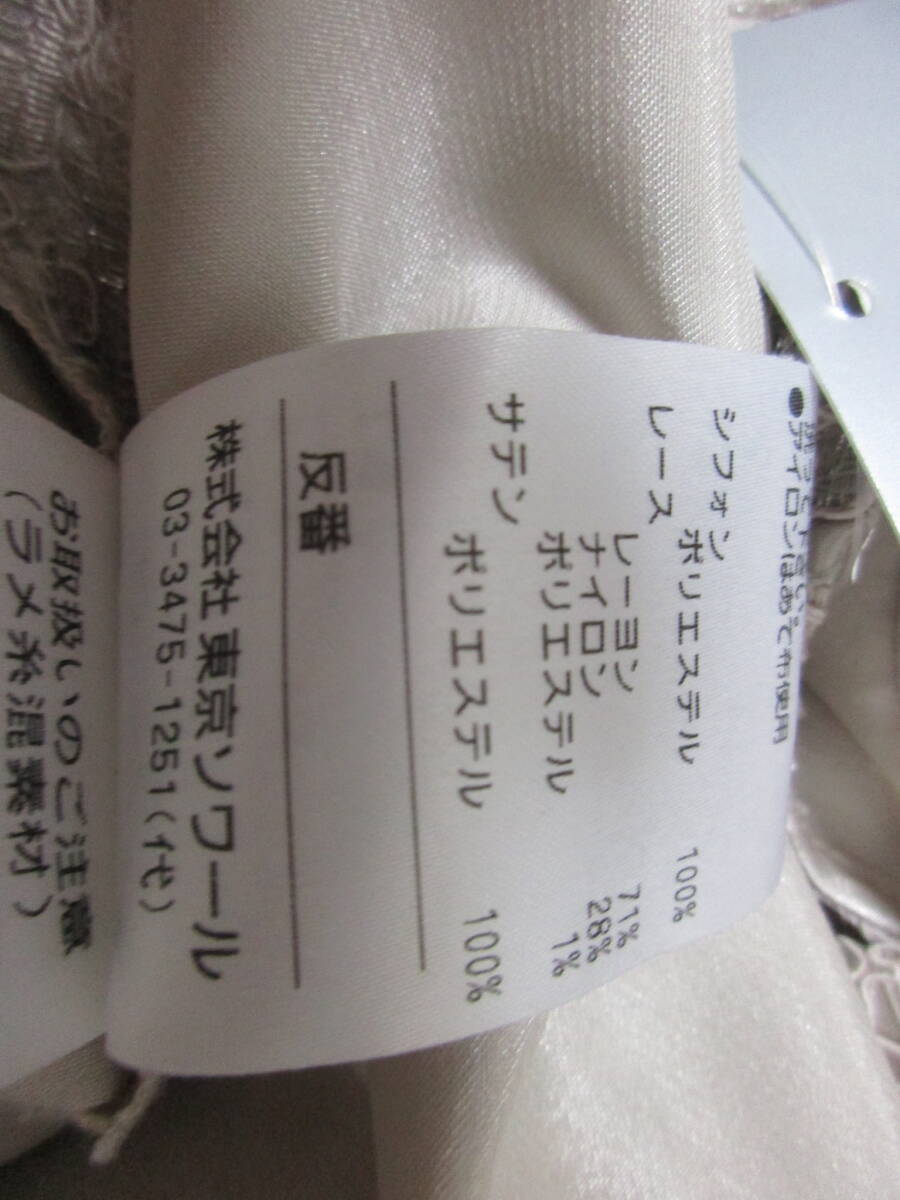 ●アイロンはあて布使用
シフォン
ポリエステル 100%
レース
レーヨン 71%
ナイロン 28%
ポリエステル 1%
サテン
ポリエステル 100%
反番
株式会社東京ソワール
03-3475-1251(代)
お取扱いのご注意
(ラメ糸混素材)